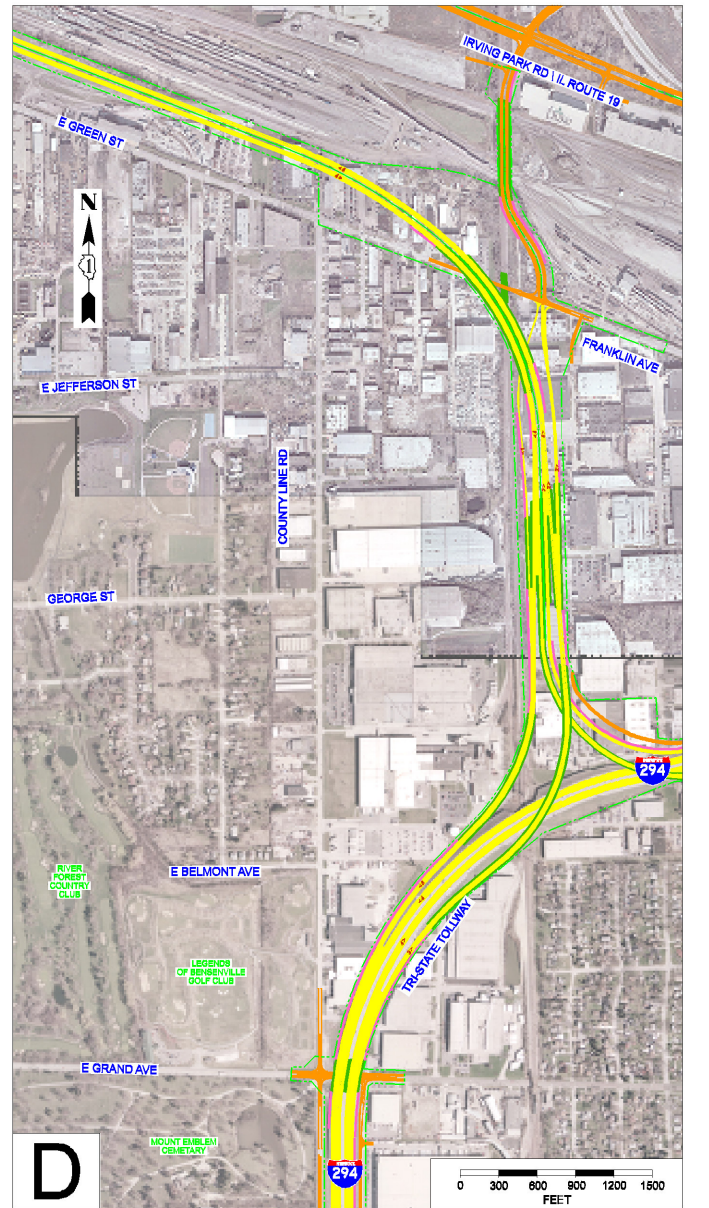 IRVING PARK RD \ IL ROUTE 19
E GREEN ST
N
FRANKLIN AVE
E JEFFERSON ST
COUNTY LINE RD
GEORGE ST
294
E BELMONT AVE
RIVER
FOREST
COUNTRY
CLUB
TRI-STATE TOLLWAY
LEGENDS
OF BENSENVILLE
GOLF CLUB
E GRAND AVE
MOUNT EMBLEM
CEMETARY
D
294
0 300 600 900 1200 1500
FEET